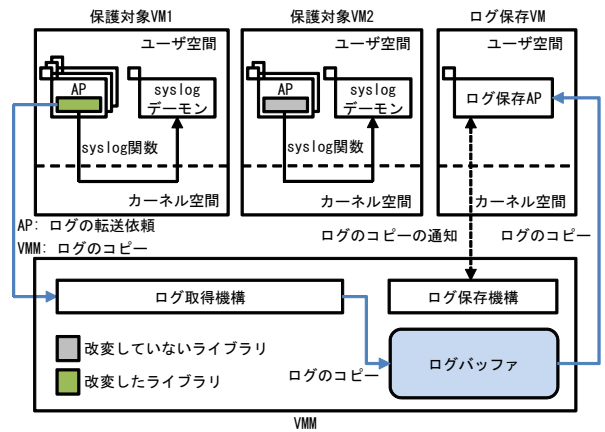 保護対象VM1
保護対象VM2
ログ保存VM
ユーザ空間
ユーザ空間
ユーザ空間
AP
syslog
デーモン
AP
syslog
デーモン
ログ保存AP
syslog関数
syslog関数
カーネル空間
カーネル空間
カーネル空間
AP: ログの転送依頼
VMM: ログのコピー
ログのコピーの通知
ログのコピー
ログ取得機構
ログ保存機構
改変していないライブラリ
改変したライブラリ
ログのコピー
ログバッファ
VMM